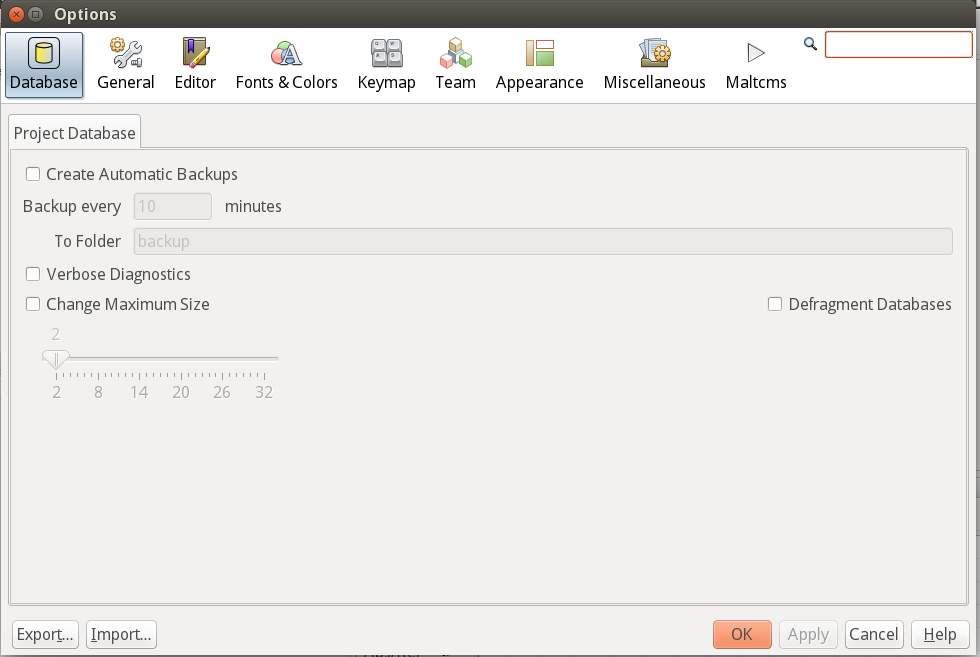 Options
Database General Editor Fonts & Colors Keymap Team Appearance Miscellaneous Maltcms
Project Database
Create Automatic Backups
Backup every 10 minutes
To Folder backup
Verbose Diagnostics
Change Maximum Size Defragment Databases
2
2 8 14 20 26 32
Export... Import... OK Apply Cancel Help